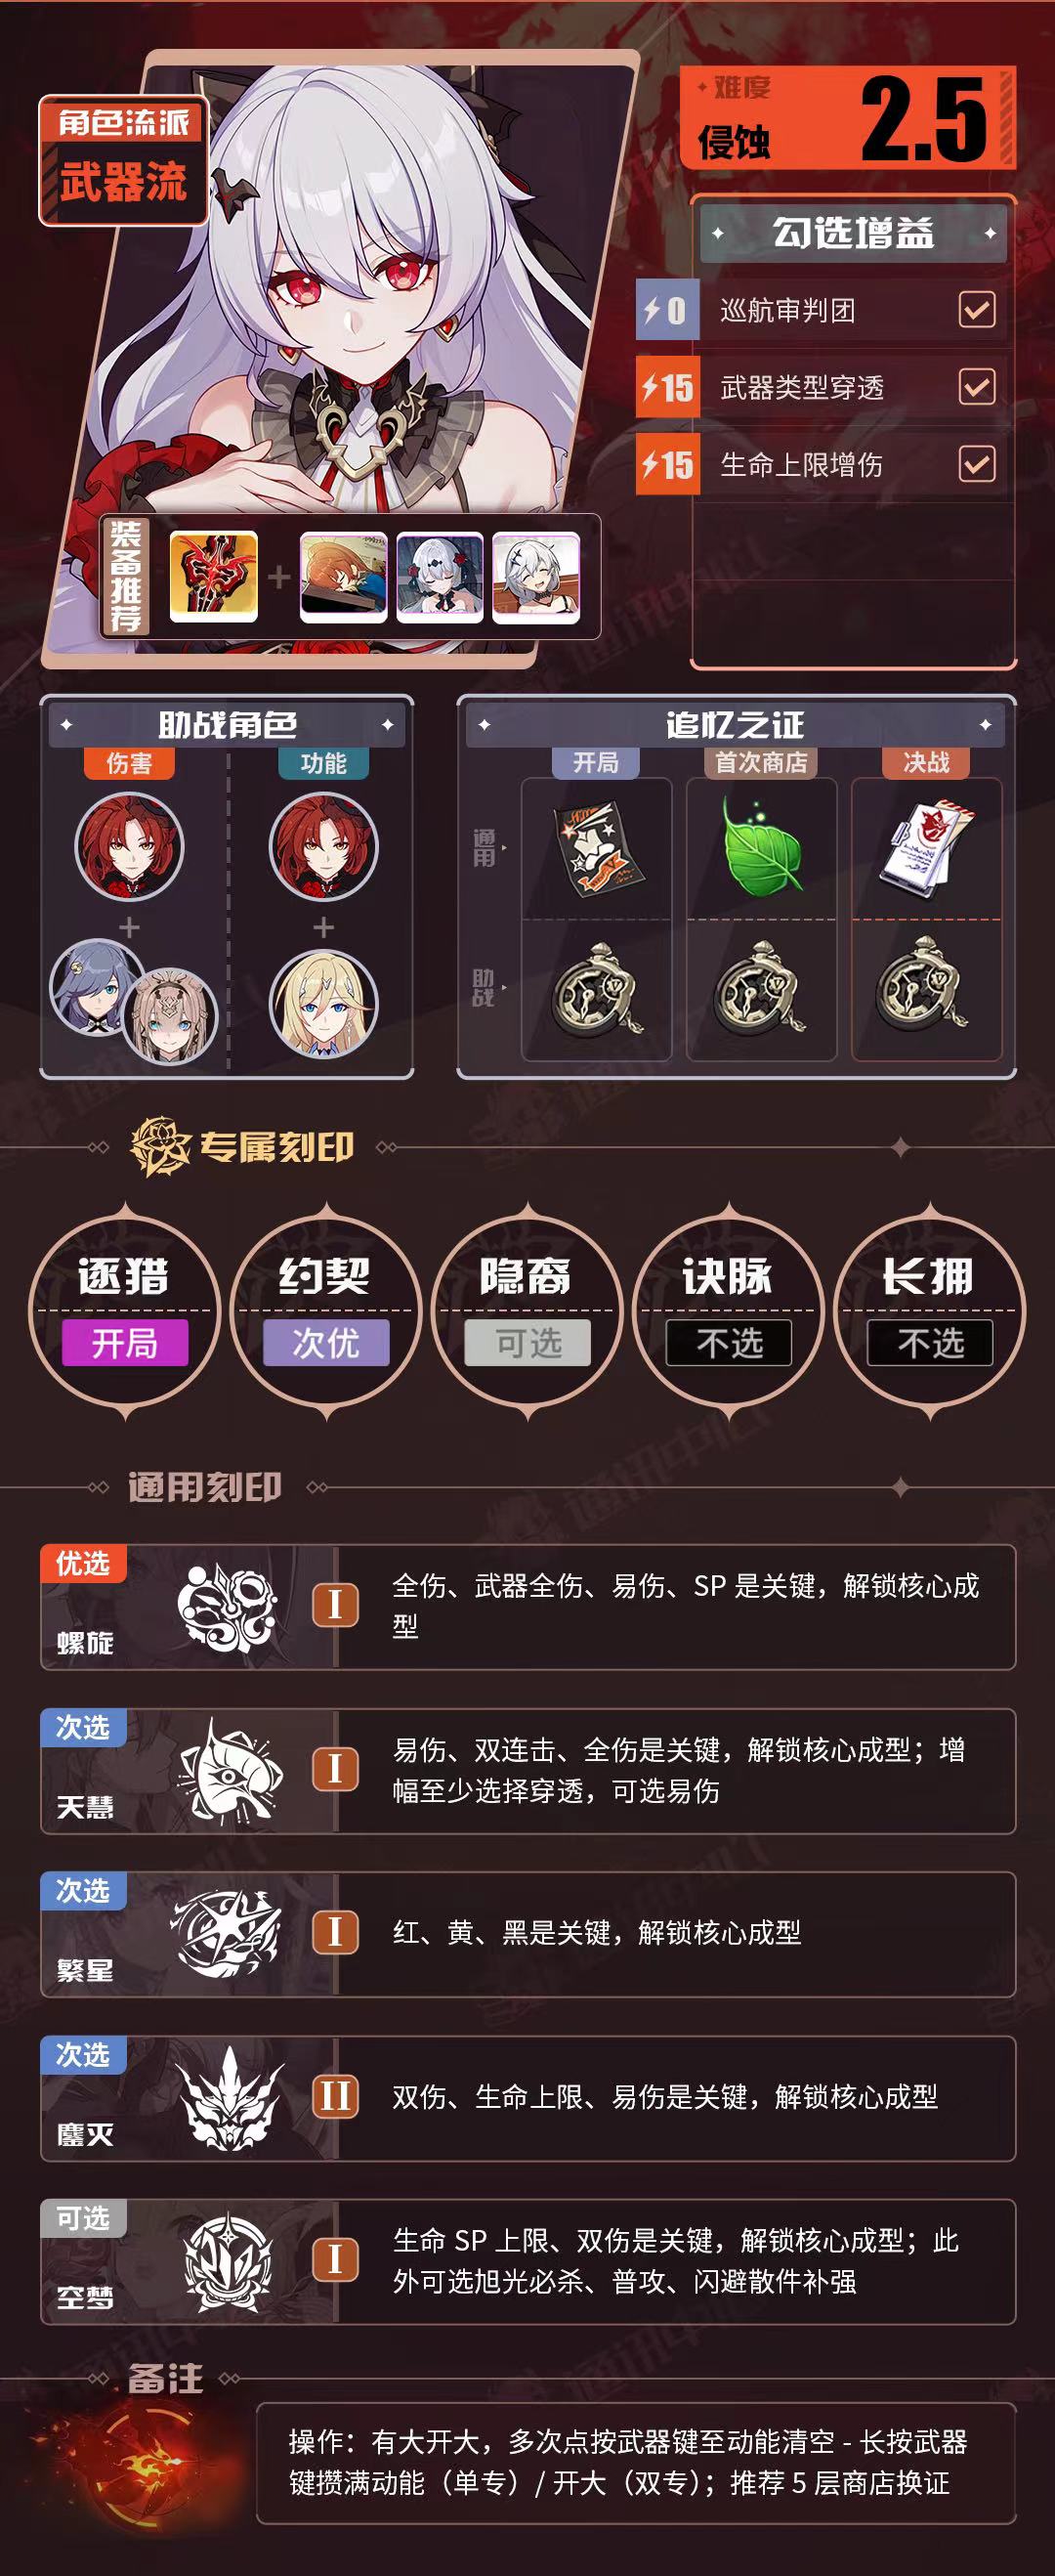 角色流派
武器流
难度
侵蚀
2.5
勾选增益
0 巡航审判团
15 武器类型穿透
15 生命上限增伤
装备推荐
助战角色
伤害
功能
追忆之证
开局
首次商店
决战
通用
助战
专属刻印
逐猎
开局
约契
次优
隐裔
可选
诀脉
不选
长拥
不选
通用刻印
优选
螺旋
I
全伤、武器全伤、易伤、SP 是关键，解锁核心成
型
次选
天慧
I
易伤、双连击、全伤是关键，解锁核心成型；增
幅至少选择穿透，可选易伤
次选
繁星
I
红、黄、黑是关键，解锁核心成型
次选
鏖灭
II
双伤、生命上限、易伤是关键，解锁核心成型
可选
空梦
I
生命 SP 上限、双伤是关键，解锁核心成型；此
外可选旭光必杀、普攻、闪避散件补强
备注
操作：有大开大，多次点按武器键至动能清空 - 长按武器
键攒满动能（单专）/ 开大（双专）；推荐 5 层商店换证